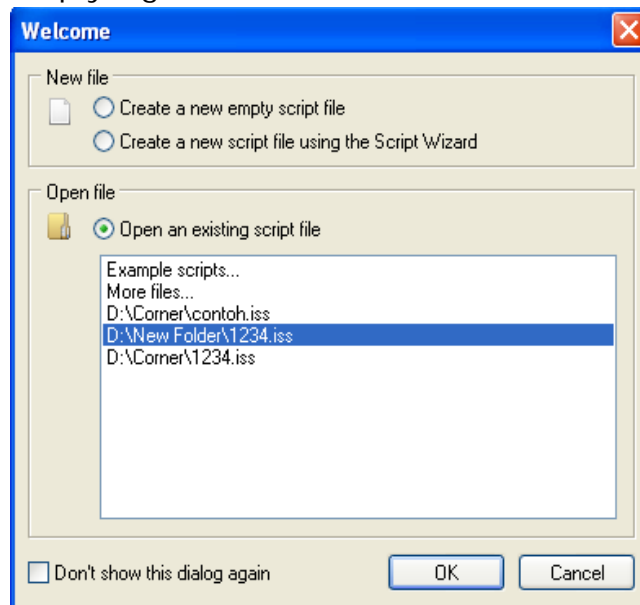 Welcome
New file
Create a new empty script file
Create a new script file using the Script Wizard
Open file
Open an existing script file
Example scripts...
More files...
D:\Corner\contoh.iss
D:\New Folder\1234.iss
D:\Corner\1234.iss
Don't show this dialog again
OK Cancel